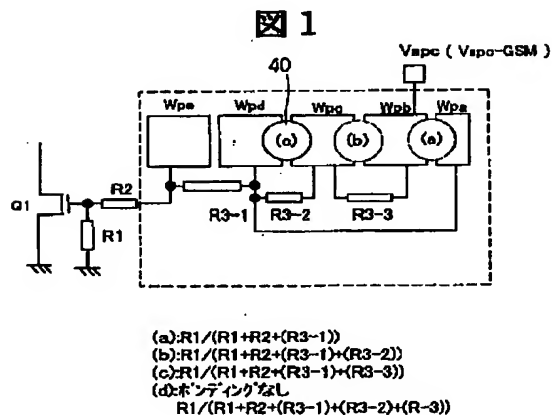 図1
Vapc ( Vapc-GSM )
40
Wpe Wpd Wpc Wpb Wpa
(c) (b) (a)
R2
Q1
R1
R3-1 R3-2 R3-3
(a):R1/(R1+R2+(R3-1))
(b):R1/(R1+R2+(R3-1)+(R3-2))
(c):R1/(R1+R2+(R3-1)+(R3-3))
(d):ボンディングなし
R1/(R1+R2+(R3-1)+(R3-2)+(R-3))